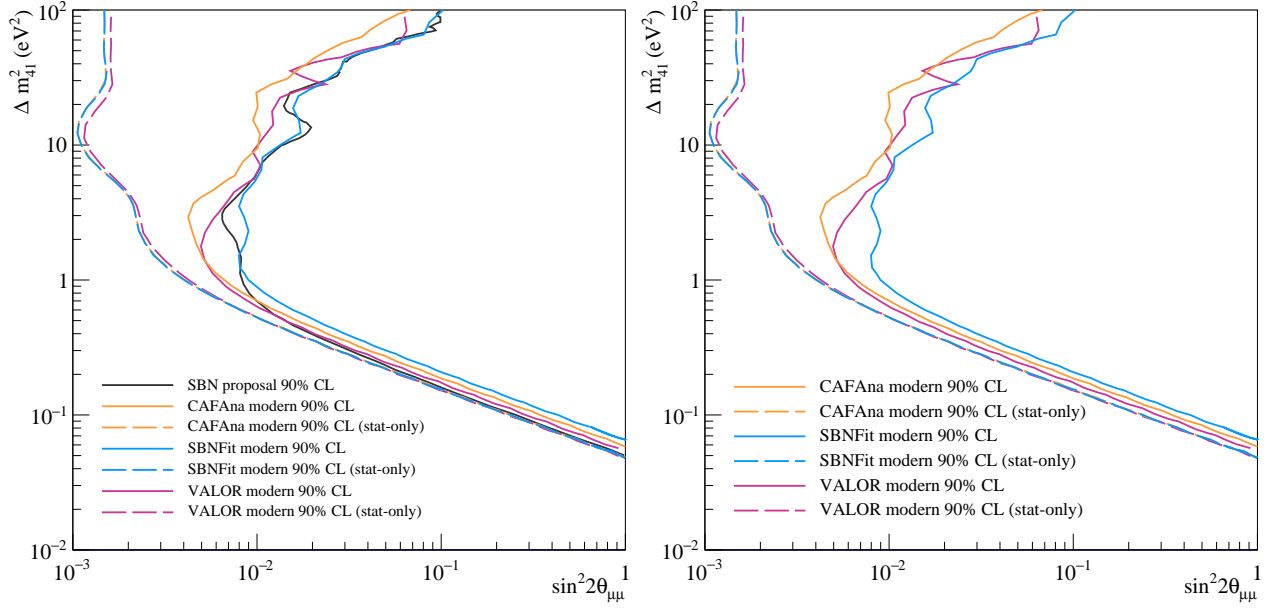 Δ m²₄₁ (eV²)
10²
10
1
10⁻¹
10⁻²
SBN proposal 90% CL
CAFAna modern 90% CL
CAFAna modern 90% CL (stat-only)
SBNFit modern 90% CL
SBNFit modern 90% CL (stat-only)
VALOR modern 90% CL
VALOR modern 90% CL (stat-only)
10⁻³ 10⁻² 10⁻¹ 1
sin²2θ_μμ
Δ m²₄₁ (eV²)
10²
10
1
10⁻¹
10⁻²
CAFAna modern 90% CL
CAFAna modern 90% CL (stat-only)
SBNFit modern 90% CL
SBNFit modern 90% CL (stat-only)
VALOR modern 90% CL
VALOR modern 90% CL (stat-only)
10⁻³ 10⁻² 10⁻¹ 1
sin²2θ_μμ